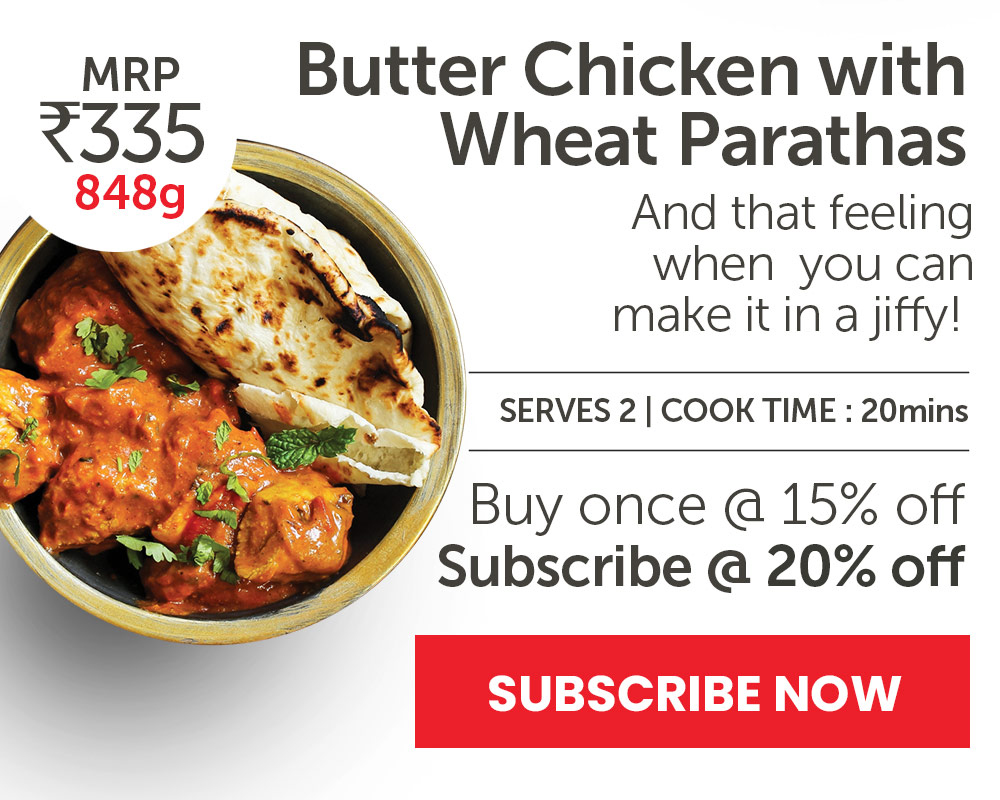 MRP
₹335
848g
Butter Chicken with
Wheat Parathas
And that feeling
when you can
make it in a jiffy!
SERVES 2 | COOK TIME : 20mins
Buy once @ 15% off
Subscribe @ 20% off
SUBSCRIBE NOW